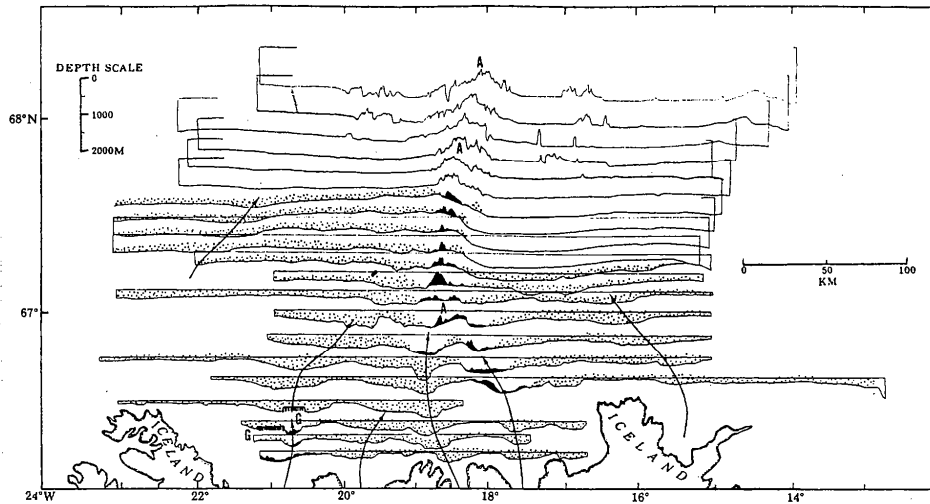 DEPTH SCALE
0
1000
2000M
68°N
67°
A
A
A
G
G
0 50 100
KM
ICELAND
ICELAND
24°W 22° 20° 18° 16° 14°